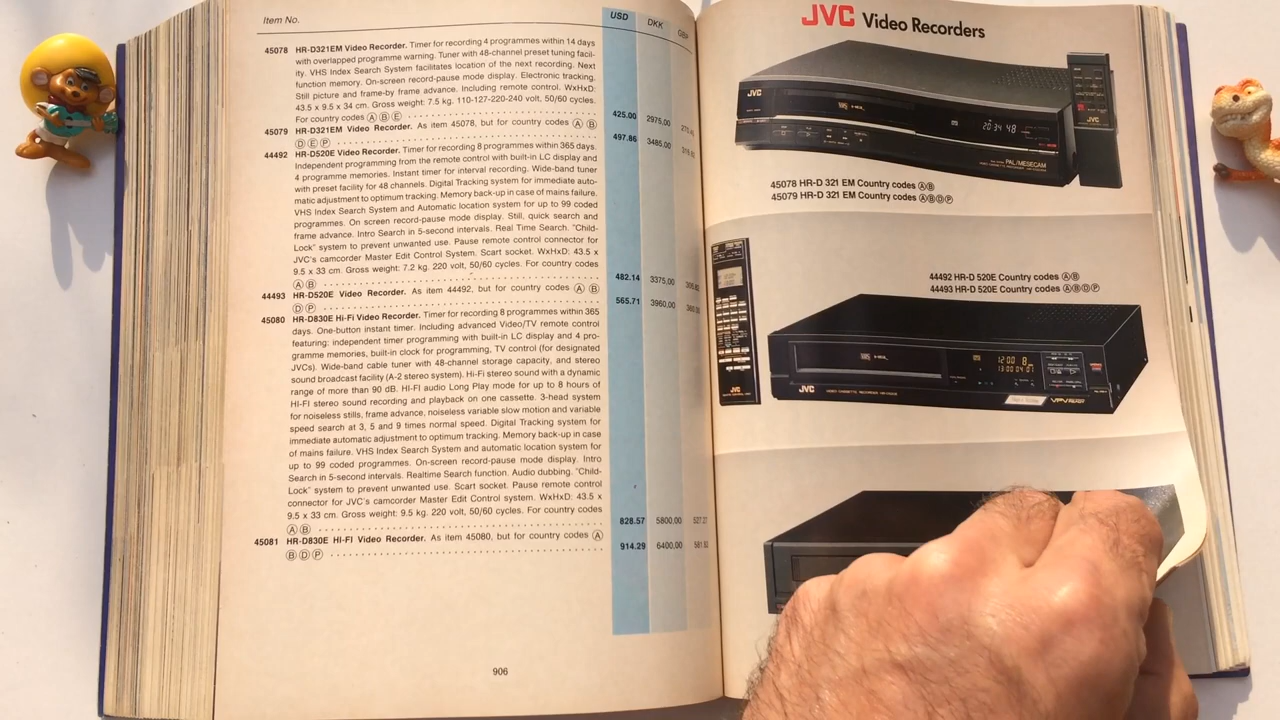 Item No.
USD DKK GBP
45078 HR-D321EM Video Recorder. Timer for recording 4 programmes within 14 days
with overlapped programme warning. Tuner with 48-channel preset tuning facil-
ity. VHS Index Search System facilitates location of the next recording. Next
function memory. On-screen record-pause mode display. Electronic tracking.
Still picture and frame-by frame advance. Including remote control. WxHxD:
43.5 x 9.5 x 34 cm. Gross weight: 7.5 kg. 110-127-220-240 volt, 50/60 cycles.
For country codes Ⓐ Ⓑ Ⓔ 425.00 2975,00
45079 HR-D321EM Video Recorder. As item 45078, but for country codes Ⓐ Ⓑ
Ⓓ Ⓔ Ⓟ 497.86 3485,00
44492 HR-D520E Video Recorder. Timer for recording 8 programmes within 365 days.
Independent programming from the remote control with built-in LC display and
4 programme memories. Instant timer for interval recording. Wide-band tuner
with preset facility for 48 channels. Digital Tracking system for immediate auto-
matic adjustment to optimum tracking. Memory back-up in case of mains failure.
VHS Index Search System and Automatic location system for up to 99 coded
programmes. On screen record-pause mode display. Still, quick search and
frame advance. Intro Search in 5-second intervals. Real Time Search. "Child-
Lock" system to prevent unwanted use. Pause remote control connector for
JVC's camcorder Master Edit Control System. Scart socket. WxHxD: 43.5 x
9.5 x 33 cm. Gross weight: 7.2 kg. 220 volt, 50/60 cycles. For country codes
Ⓐ Ⓑ 482.14 3375,00
44493 HR-D520E Video Recorder. As item 44492, but for country codes Ⓐ Ⓑ
Ⓓ Ⓟ 565.71 3960,00
45080 HR-D830E Hi-Fi Video Recorder. Timer for recording 8 programmes within 365
days. One-button instant timer. Including advanced Video/TV remote control
featuring: independent timer programming with built-in LC display and 4 pro-
gramme memories, built-in clock for programming, TV control (for designated
JVCs). Wide-band cable tuner with 48-channel storage capacity, and stereo
sound broadcast facility (A-2 stereo system). Hi-Fi stereo sound with a dynamic
range of more than 90 dB. HI-FI audio Long Play mode for up to 8 hours of
HI-FI stereo sound recording and playback on one cassette. 3-head system
for noiseless stills, frame advance, noiseless variable slow motion and variable
speed search at 3, 5 and 9 times normal speed. Digital Tracking system for
immediate automatic adjustment to optimum tracking. Memory back-up in case
of mains failure. VHS Index Search System and automatic location system for
up to 99 coded programmes. On-screen record-pause mode display. Intro
Search in 5-second intervals. Realtime Search function. Audio dubbing. "Child-
Lock" system to prevent unwanted use. Scart socket. Pause remote control
connector for JVC's camcorder Master Edit Control system. WxHxD: 43.5 x
9.5 x 33 cm. Gross weight: 9.5 kg. 220 volt, 50/60 cycles. For country codes
Ⓐ Ⓑ 828.57 5800,00
45081 HR-D830E HI-FI Video Recorder. As item 45080, but for country codes Ⓐ
Ⓑ Ⓓ Ⓟ 914.29 6400,00
906
JVC Video Recorders
JVC
VHS
20:34 48
JVC
PAL/MESECAM
45078 HR-D 321 EM Country codes ⒶⒷ
45079 HR-D 321 EM Country codes ⒶⒷⒹⓅ
44492 HR-D 520E Country codes ⒶⒷ
44493 HR-D 520E Country codes ⒶⒷⒹⓅ
VHS
12:00 8
JVC
JVC